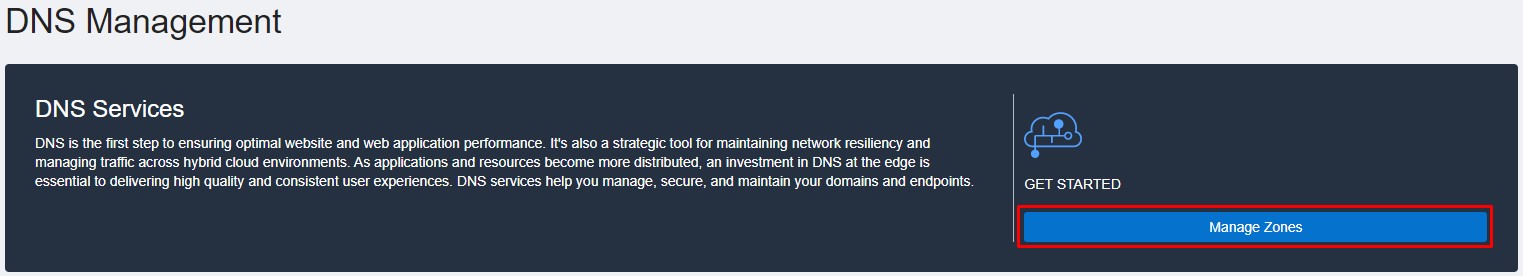 DNS Management
DNS Services
DNS is the first step to ensuring optimal website and web application performance. It's also a strategic tool for maintaining network resiliency and
managing traffic across hybrid cloud environments. As applications and resources become more distributed, an investment in DNS at the edge is
essential to delivering high quality and consistent user experiences. DNS services help you manage, secure, and maintain your domains and endpoints.
GET STARTED
Manage Zones